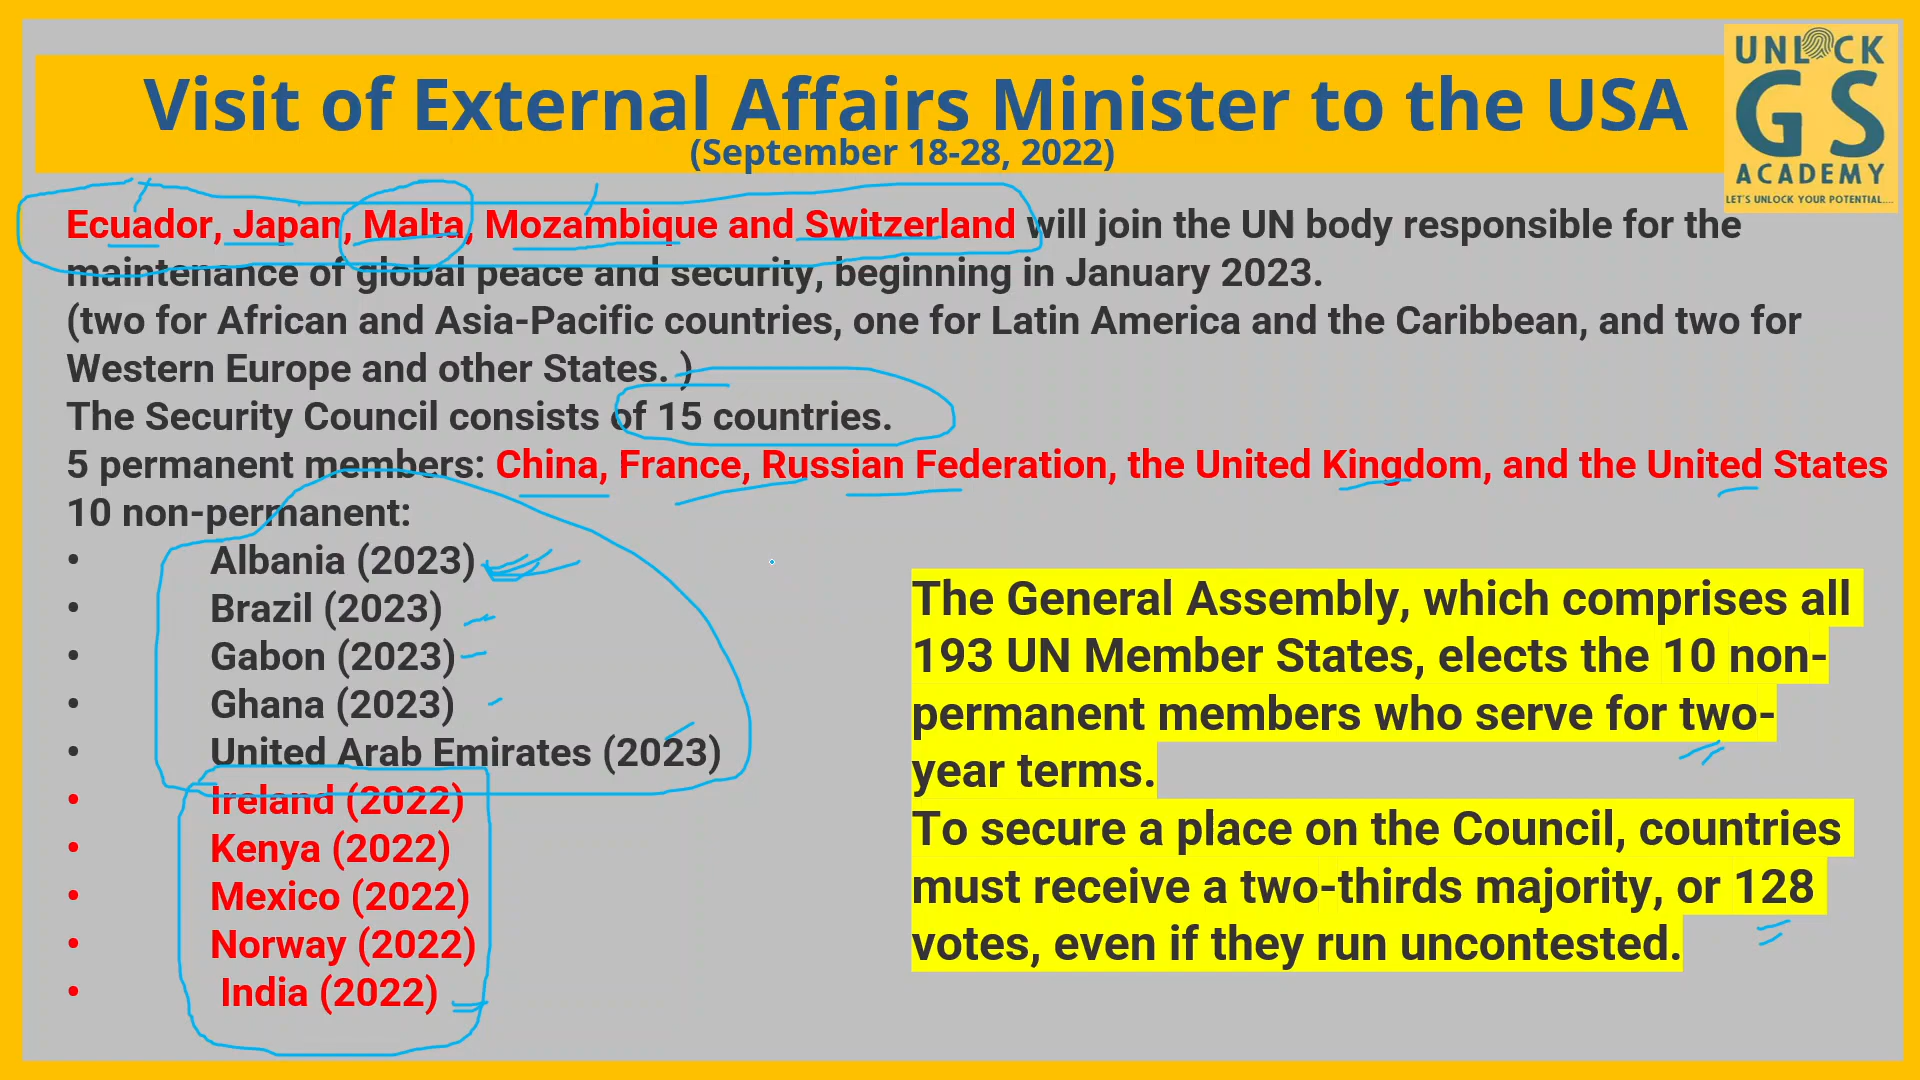 Visit of External Affairs Minister to the USA
(September 18-28, 2022)
UNLOCK
GS
ACADEMY
LET'S UNLOCK YOUR POTENTIAL....
Ecuador, Japan, Malta, Mozambique and Switzerland will join the UN body responsible for the
maintenance of global peace and security, beginning in January 2023.
(two for African and Asia-Pacific countries, one for Latin America and the Caribbean, and two for
Western Europe and other States. )
The Security Council consists of 15 countries.
5 permanent members: China, France, Russian Federation, the United Kingdom, and the United States
10 non-permanent:
• Albania (2023)
• Brazil (2023)
• Gabon (2023)
• Ghana (2023)
• United Arab Emirates (2023)
• Ireland (2022)
• Kenya (2022)
• Mexico (2022)
• Norway (2022)
• India (2022)
The General Assembly, which comprises all
193 UN Member States, elects the 10 non-
permanent members who serve for two-
year terms.
To secure a place on the Council, countries
must receive a two-thirds majority, or 128
votes, even if they run uncontested.